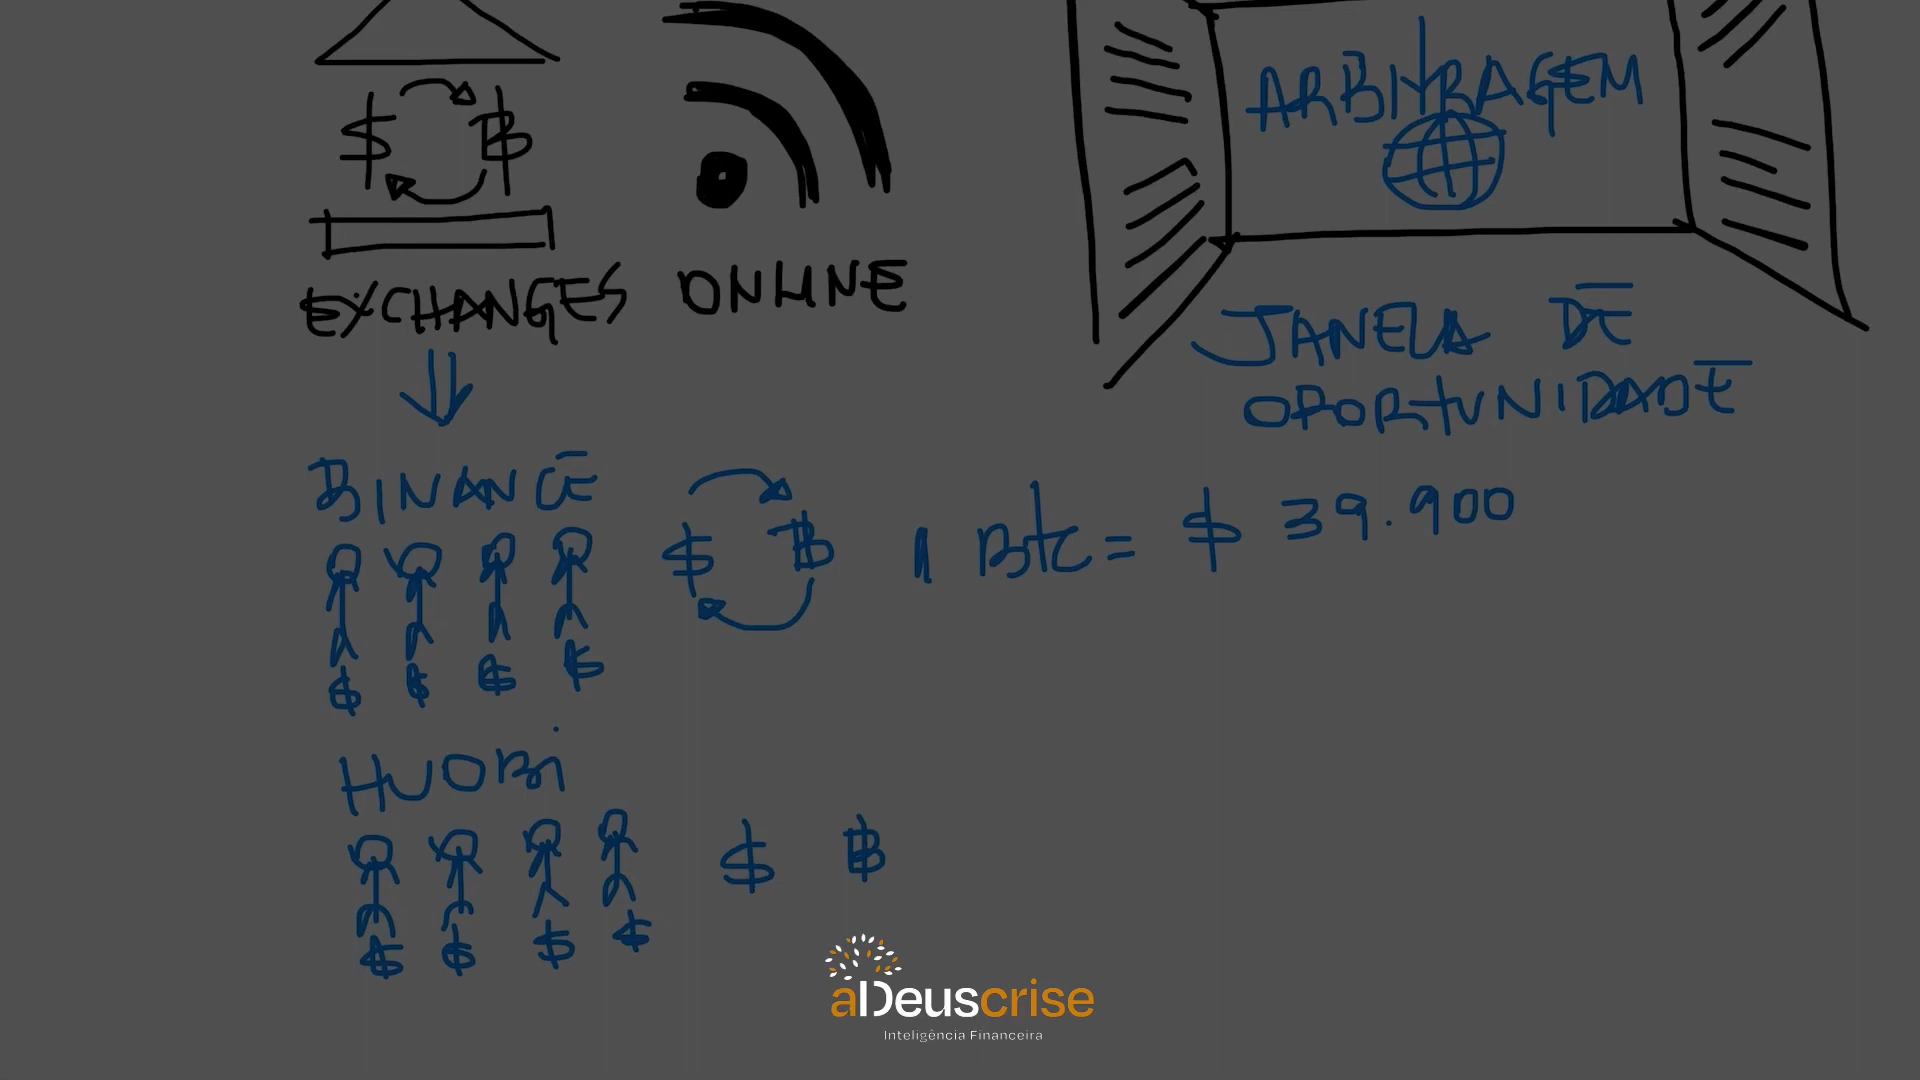 ARBITRAGEM
$ ₿
EXCHANGES ONLINE
JANELA DE
OPORTUNIDADE
BINANCE
$ ₿ 1 Btc = $ 39.900
$ $ $ $
HUOBi
$ ₿
$ $ $ $
aDeuscrise
Inteligência Financeira